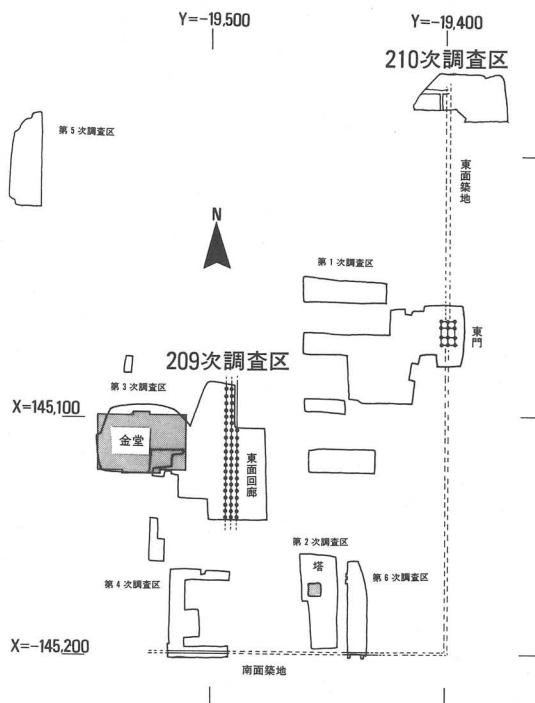 Y=-19,500
Y=-19,400
210次調査区
第5次調査区
東面築地
N
第1次調査区
東門
209次調査区
第3次調査区
X=145,100
金堂
東面回廊
第2次調査区
塔
第4次調査区
第6次調査区
X=-145,200
南面築地